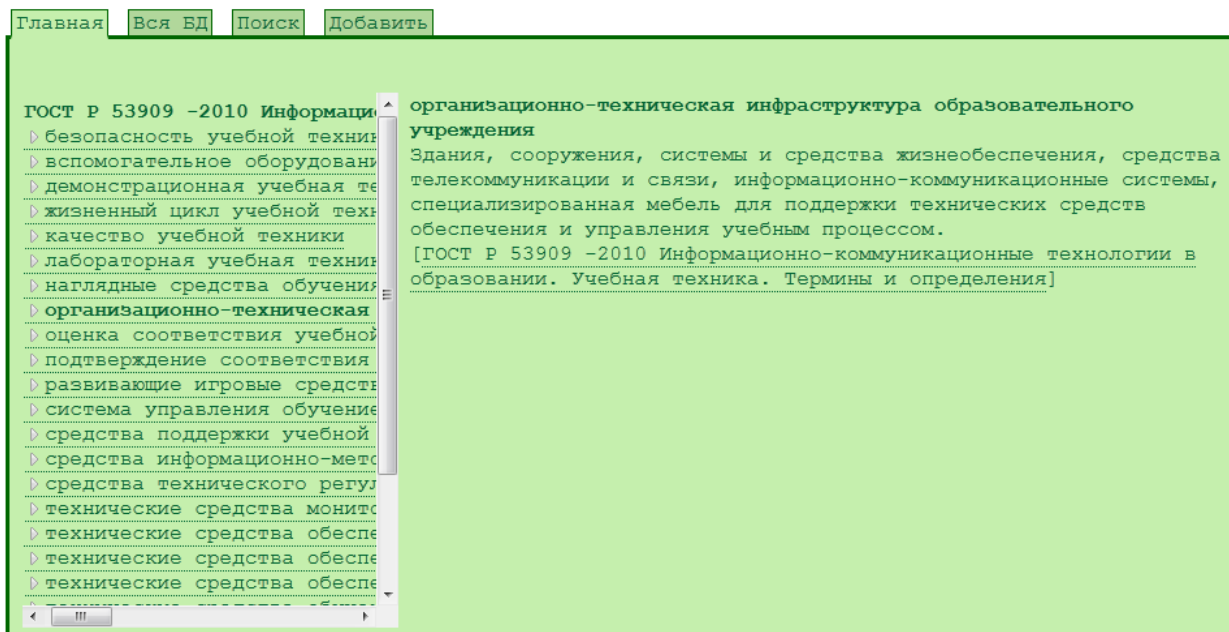 Главная Вся БД Поиск Добавить
ГОСТ Р 53909 -2010 Информаци
безопасность учебной техник
вспомогательное оборудовани
демонстрационная учебная те
жизненный цикл учебной техн
качество учебной техники
лабораторная учебная техник
наглядные средства обучения
организационно-техническая
оценка соответствия учебной
подтверждение соответствия
развивающие игровые средств
система управления обучение
средства поддержки учебной
средства информационно-мето
средства технического регул
технические средства монито
технические средства обеспе
технические средства обеспе
технические средства обеспе
организационно-техническая инфраструктура образовательного
учреждения
Здания, сооружения, системы и средства жизнеобеспечения, средства
телекоммуникации и связи, информационно-коммуникационные системы,
специализированная мебель для поддержки технических средств
обеспечения и управления учебным процессом.
[ГОСТ Р 53909 -2010 Информационно-коммуникационные технологии в
образовании. Учебная техника. Термины и определения]